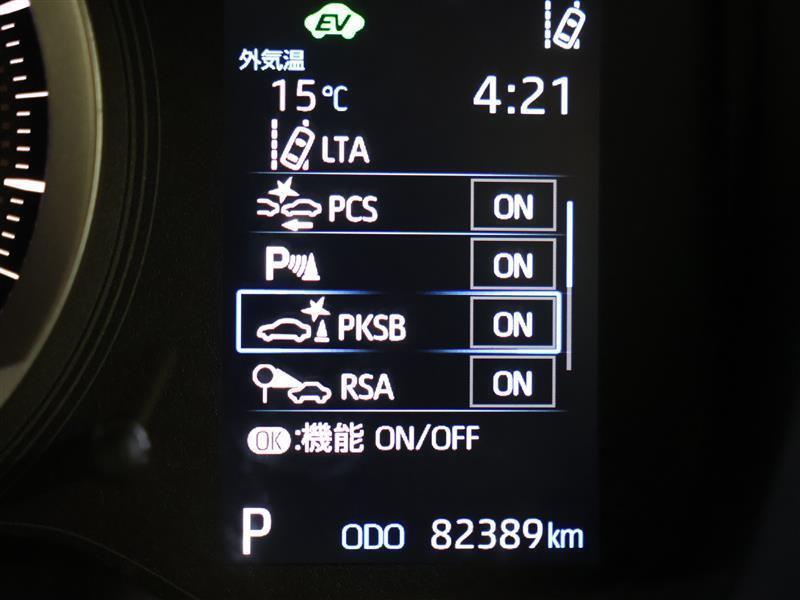 EV
外気温
15℃ 4:21
LTA
PCS ON
P ON
PKSB ON
RSA ON
OK:機能 ON/OFF
P ODO 82389km